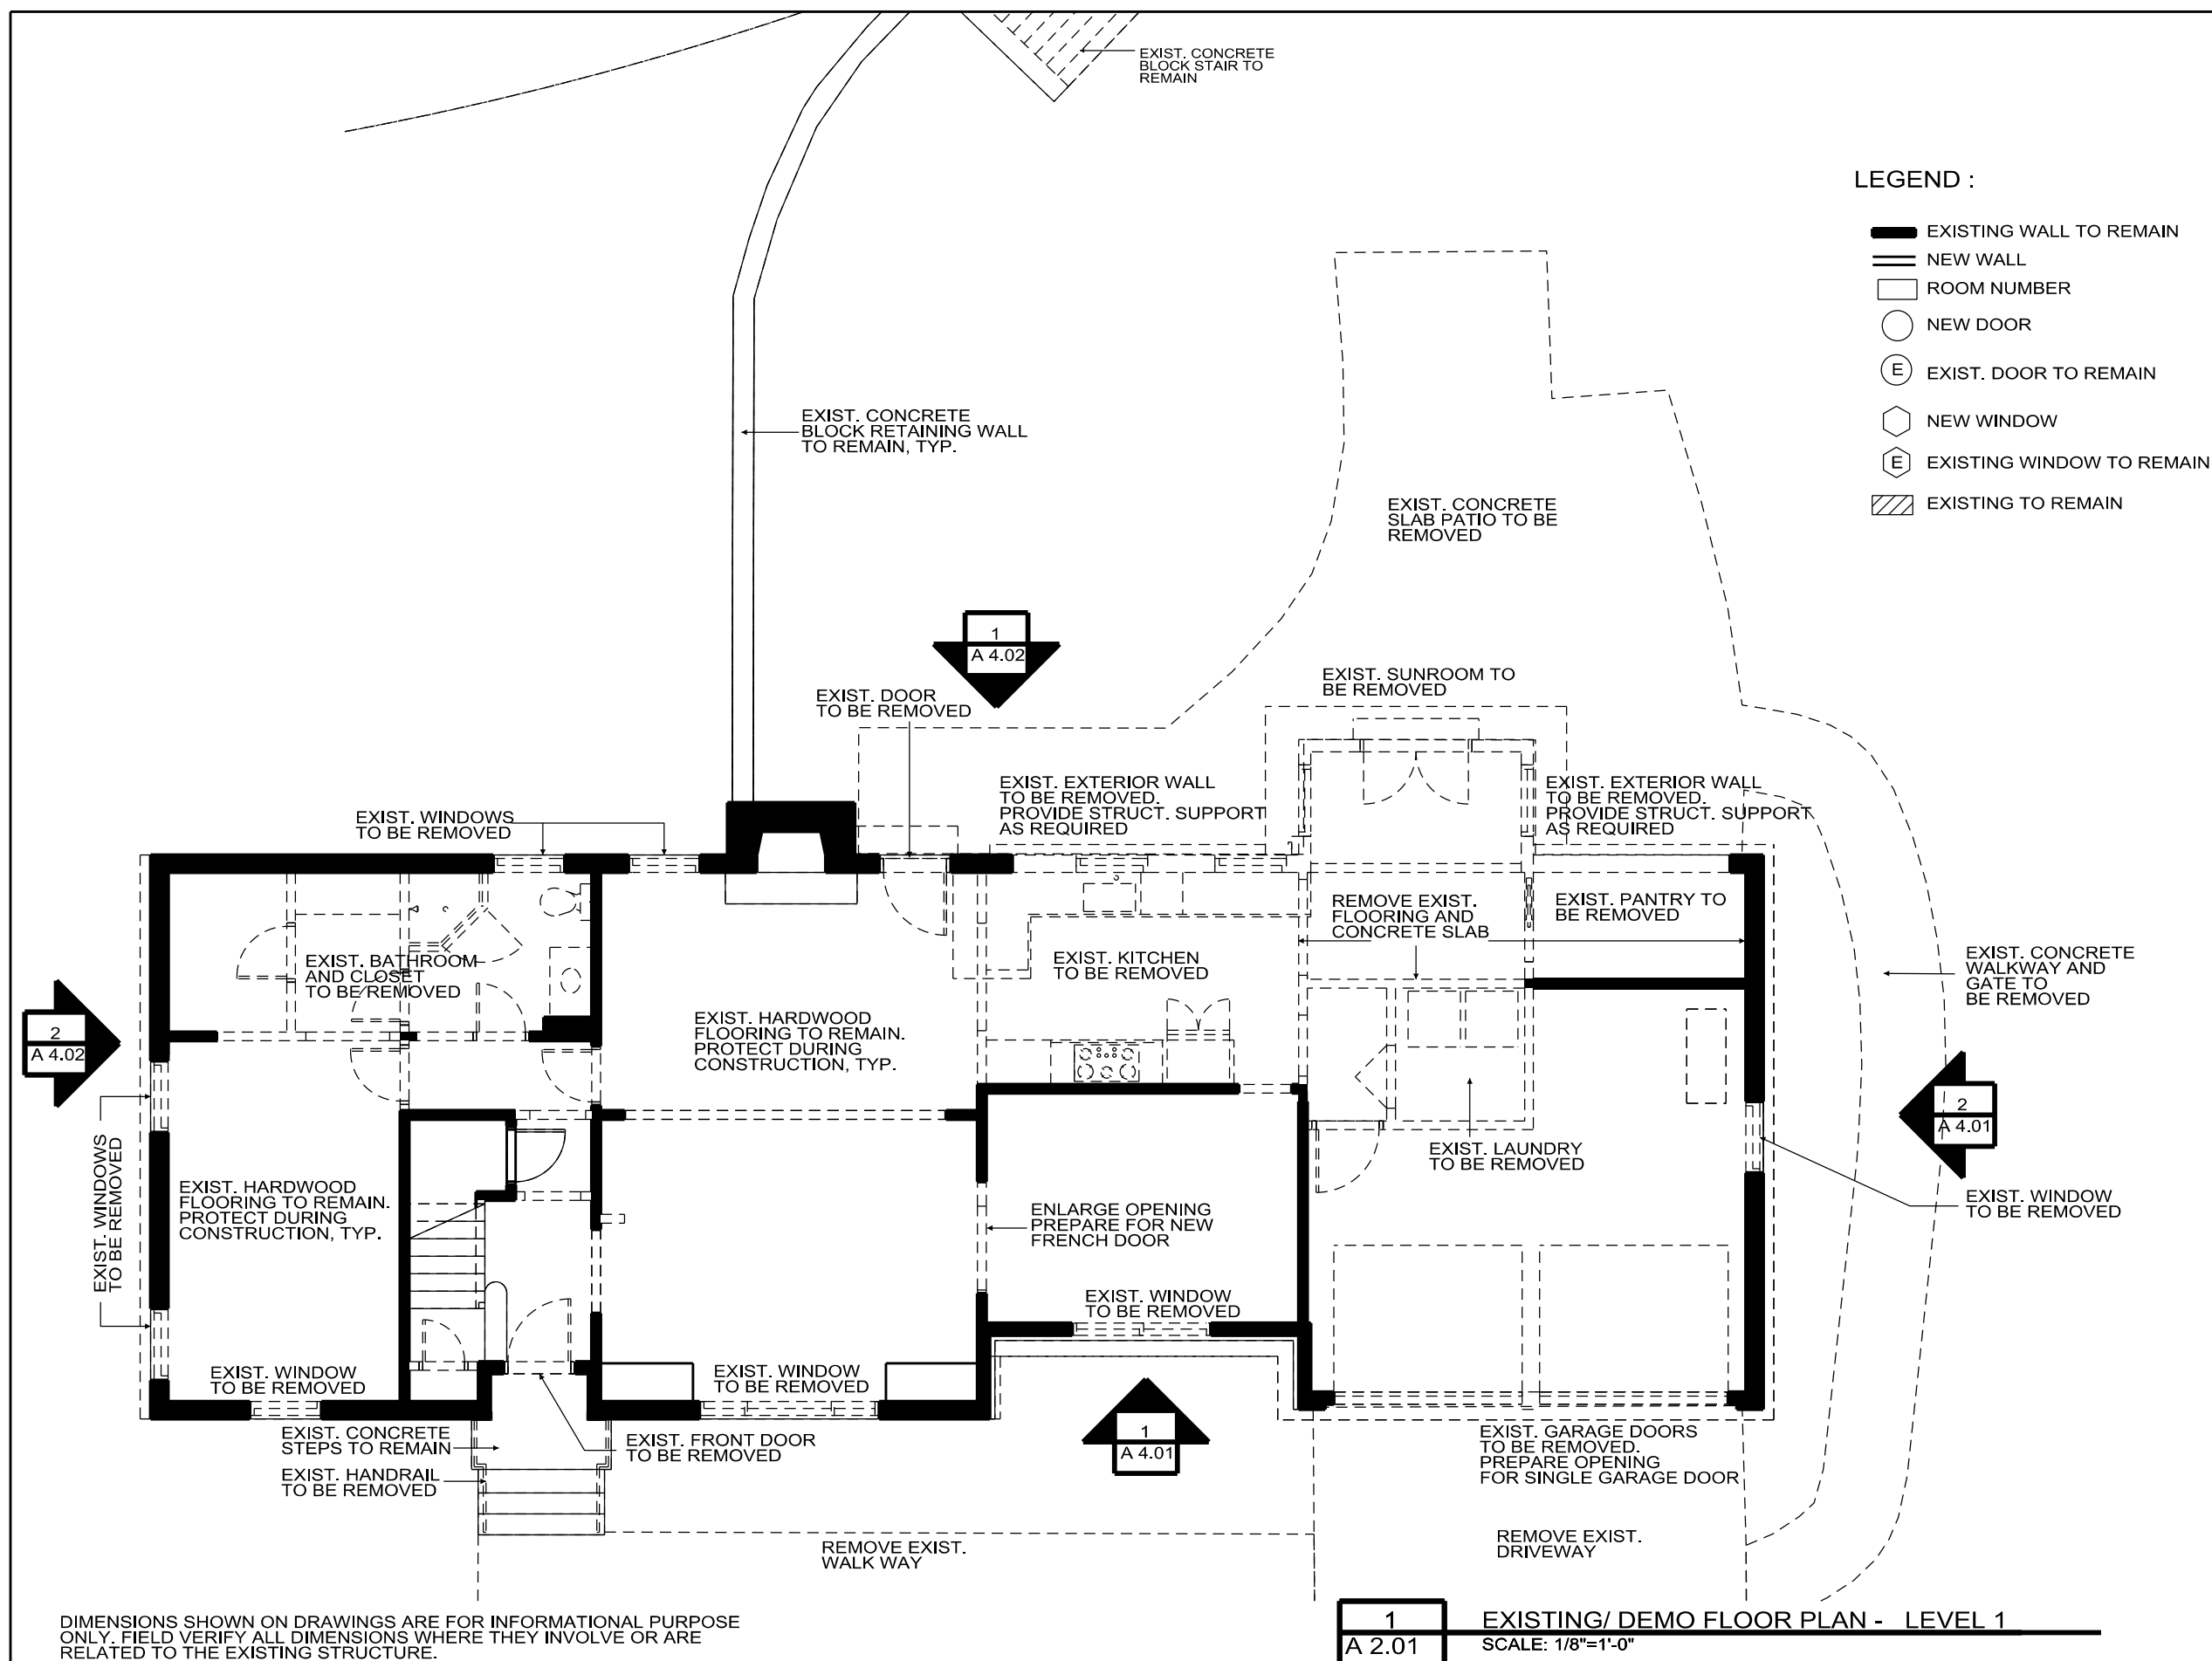 EXIST. CONCRETE
BLOCK STAIR TO
REMAIN
LEGEND :
EXISTING WALL TO REMAIN
NEW WALL
ROOM NUMBER
NEW DOOR
E
EXIST. DOOR TO REMAIN
NEW WINDOW
E
EXISTING WINDOW TO REMAIN
EXISTING TO REMAIN
EXIST. CONCRETE
BLOCK RETAINING WALL
TO REMAIN, TYP.
EXIST. CONCRETE
SLAB PATIO TO BE
REMOVED
1
A 4.02
EXIST. DOOR
TO BE REMOVED
EXIST. SUNROOM TO
BE REMOVED
EXIST. WINDOWS
TO BE REMOVED
EXIST. EXTERIOR WALL
TO BE REMOVED.
PROVIDE STRUCT. SUPPORT
AS REQUIRED
EXIST. EXTERIOR WALL
TO BE REMOVED.
PROVIDE STRUCT. SUPPORT
AS REQUIRED
EXIST. BATHROOM
AND CLOSET
TO BE REMOVED
EXIST. KITCHEN
TO BE REMOVED
REMOVE EXIST.
FLOORING AND
CONCRETE SLAB
EXIST. PANTRY TO
BE REMOVED
EXIST. CONCRETE
WALKWAY AND
GATE TO
BE REMOVED
2
A 4.02
EXIST. HARDWOOD
FLOORING TO REMAIN.
PROTECT DURING
CONSTRUCTION, TYP.
2
A 4.01
EXIST. WINDOWS
TO BE REMOVED
EXIST. HARDWOOD
FLOORING TO REMAIN.
PROTECT DURING
CONSTRUCTION, TYP.
ENLARGE OPENING
PREPARE FOR NEW
FRENCH DOOR
EXIST. LAUNDRY
TO BE REMOVED
EXIST. WINDOW
TO BE REMOVED
EXIST. WINDOW
TO BE REMOVED
EXIST. WINDOW
TO BE REMOVED
EXIST. WINDOW
TO BE REMOVED
EXIST. CONCRETE
STEPS TO REMAIN
EXIST. HANDRAIL
TO BE REMOVED
EXIST. FRONT DOOR
TO BE REMOVED
1
A 4.01
EXIST. GARAGE DOORS
TO BE REMOVED.
PREPARE OPENING
FOR SINGLE GARAGE DOOR
REMOVE EXIST.
WALK WAY
REMOVE EXIST.
DRIVEWAY
DIMENSIONS SHOWN ON DRAWINGS ARE FOR INFORMATIONAL PURPOSE
ONLY. FIELD VERIFY ALL DIMENSIONS WHERE THEY INVOLVE OR ARE
RELATED TO THE EXISTING STRUCTURE.
1
A 2.01
EXISTING/ DEMO FLOOR PLAN - LEVEL 1
SCALE: 1/8"=1'-0"